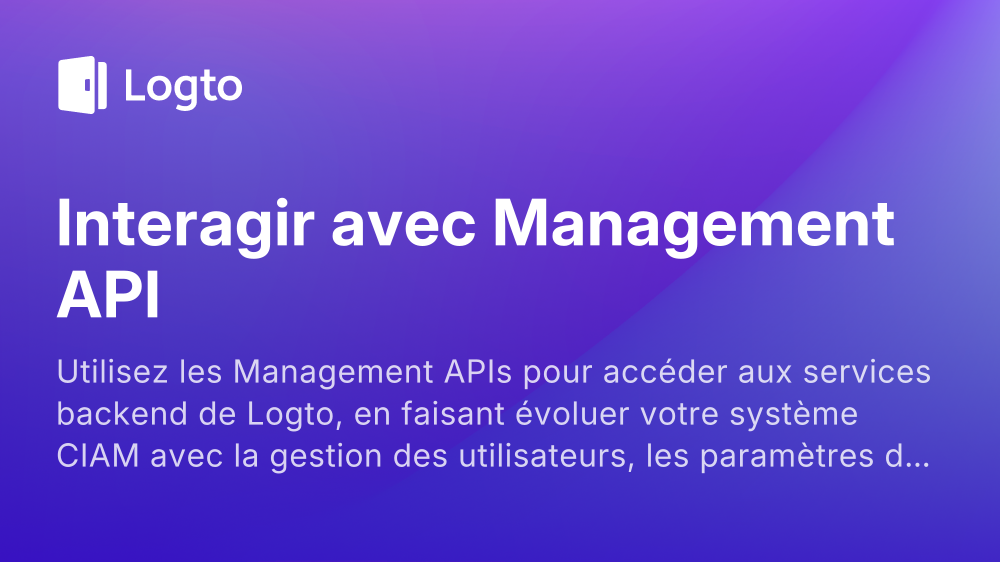 Logto
Interagir avec Management
API
Utilisez les Management APIs pour accéder aux services
backend de Logto, en faisant évoluer votre système
CIAM avec la gestion des utilisateurs, les paramètres d...